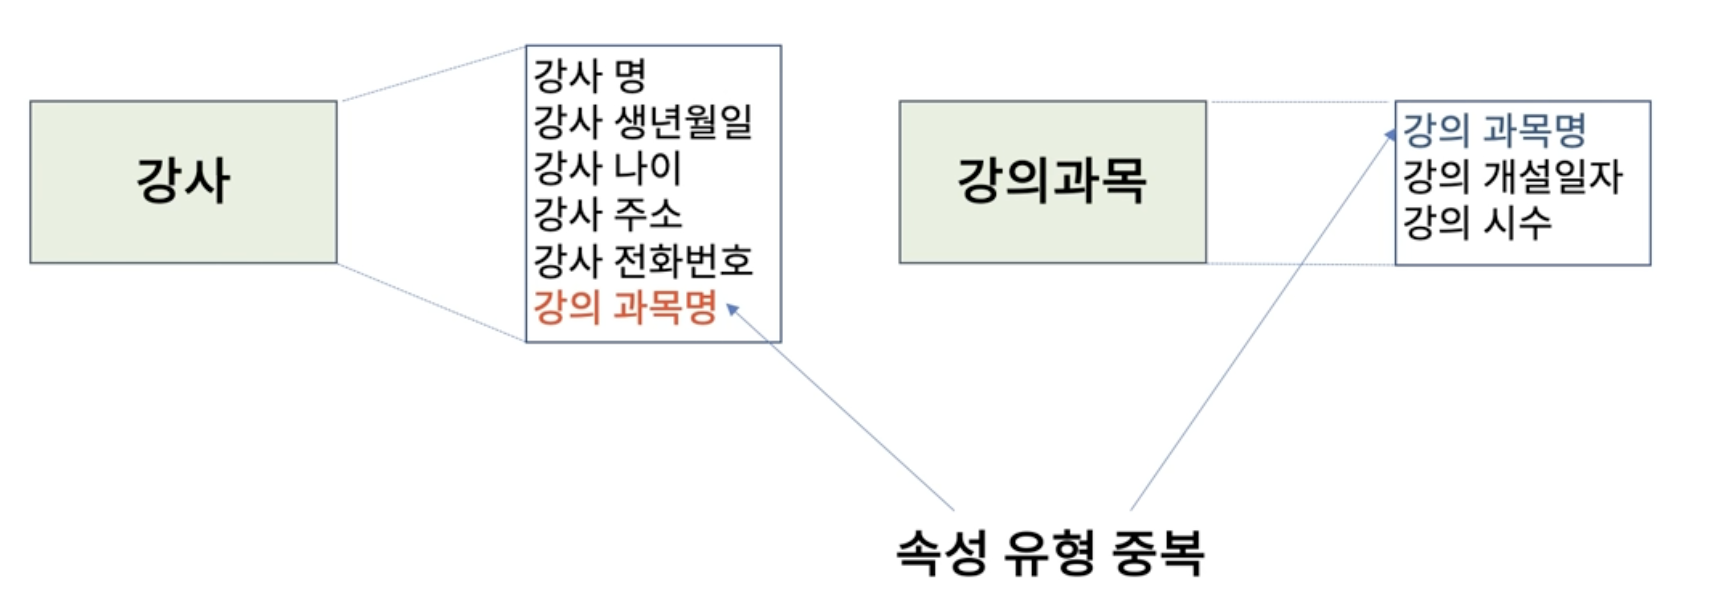 강사
강사 명
강사 생년월일
강사 나이
강사 주소
강사 전화번호
강의 과목명
강의과목
강의 과목명
강의 개설일자
강의 시수
속성 유형 중복